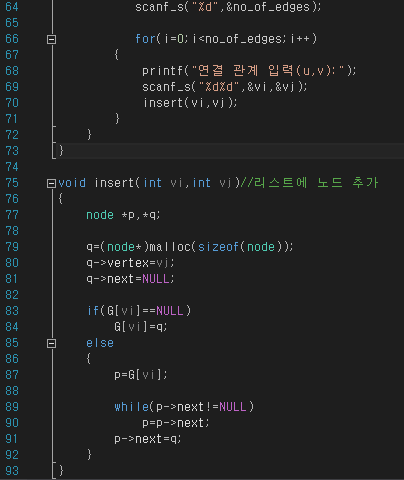 64 scanf_s("%d",&no_of_edges);
65
66 for(i=0;i<no_of_edges;i++)
67 {
68 printf("연결 관계 입력(u,v):");
69 scanf_s("%d%d",&vi,&vj);
70 insert(vi,vj);
71 }
72 }
73 }
74
75 void insert(int vi,int vj)//리스트에 노드 추가
76 {
77 node *p,*q;
78
79 q=(node*)malloc(sizeof(node));
80 q->vertex=vj;
81 q->next=NULL;
82
83 if(G[vi]==NULL)
84 G[vi]=q;
85 else
86 {
87 p=G[vi];
88
89 while(p->next!=NULL)
90 p=p->next;
91 p->next=q;
92 }
93 }